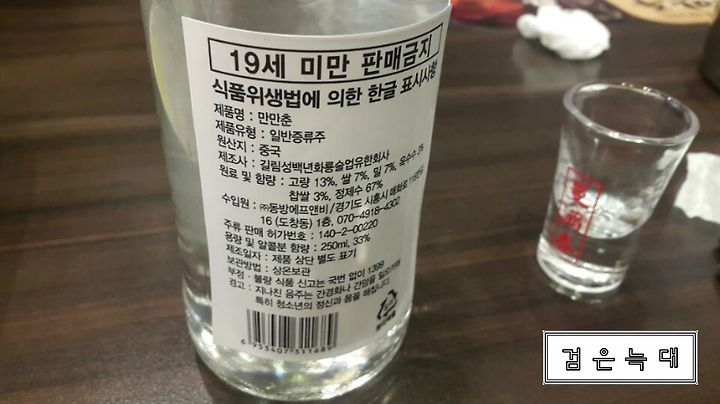 19세 미만 판매금지
식품위생법에 의한 한글 표시사항
제품명 : 만만춘
제품유형 : 일반증류주
원산지 : 중국
제조사 : 길림성백년화룡술업유한회사
원료 및 함량 : 고량 13%, 쌀 7%, 밀 7%, 옥수수 2%
찹쌀 3%, 정제수 67%
수입원 : ㈜동방에프앤비/경기도 시흥시 매화로
16 (도창동) 1층, 070-4918-4302
주류 판매 허가번호 : 140-2-00220
용량 및 알콜분 함량 : 250ml, 33%
제조일자 : 제품 상단 별도 표기
보관방법 : 상온보관
부정·불량 식품 신고는 국번 없이 1399
경고 : 지나친 음주는 간경화나 간암을 일으키며
특히 청소년의 정신과 몸을 해칩니다.
6 953407 311689
검은늑대